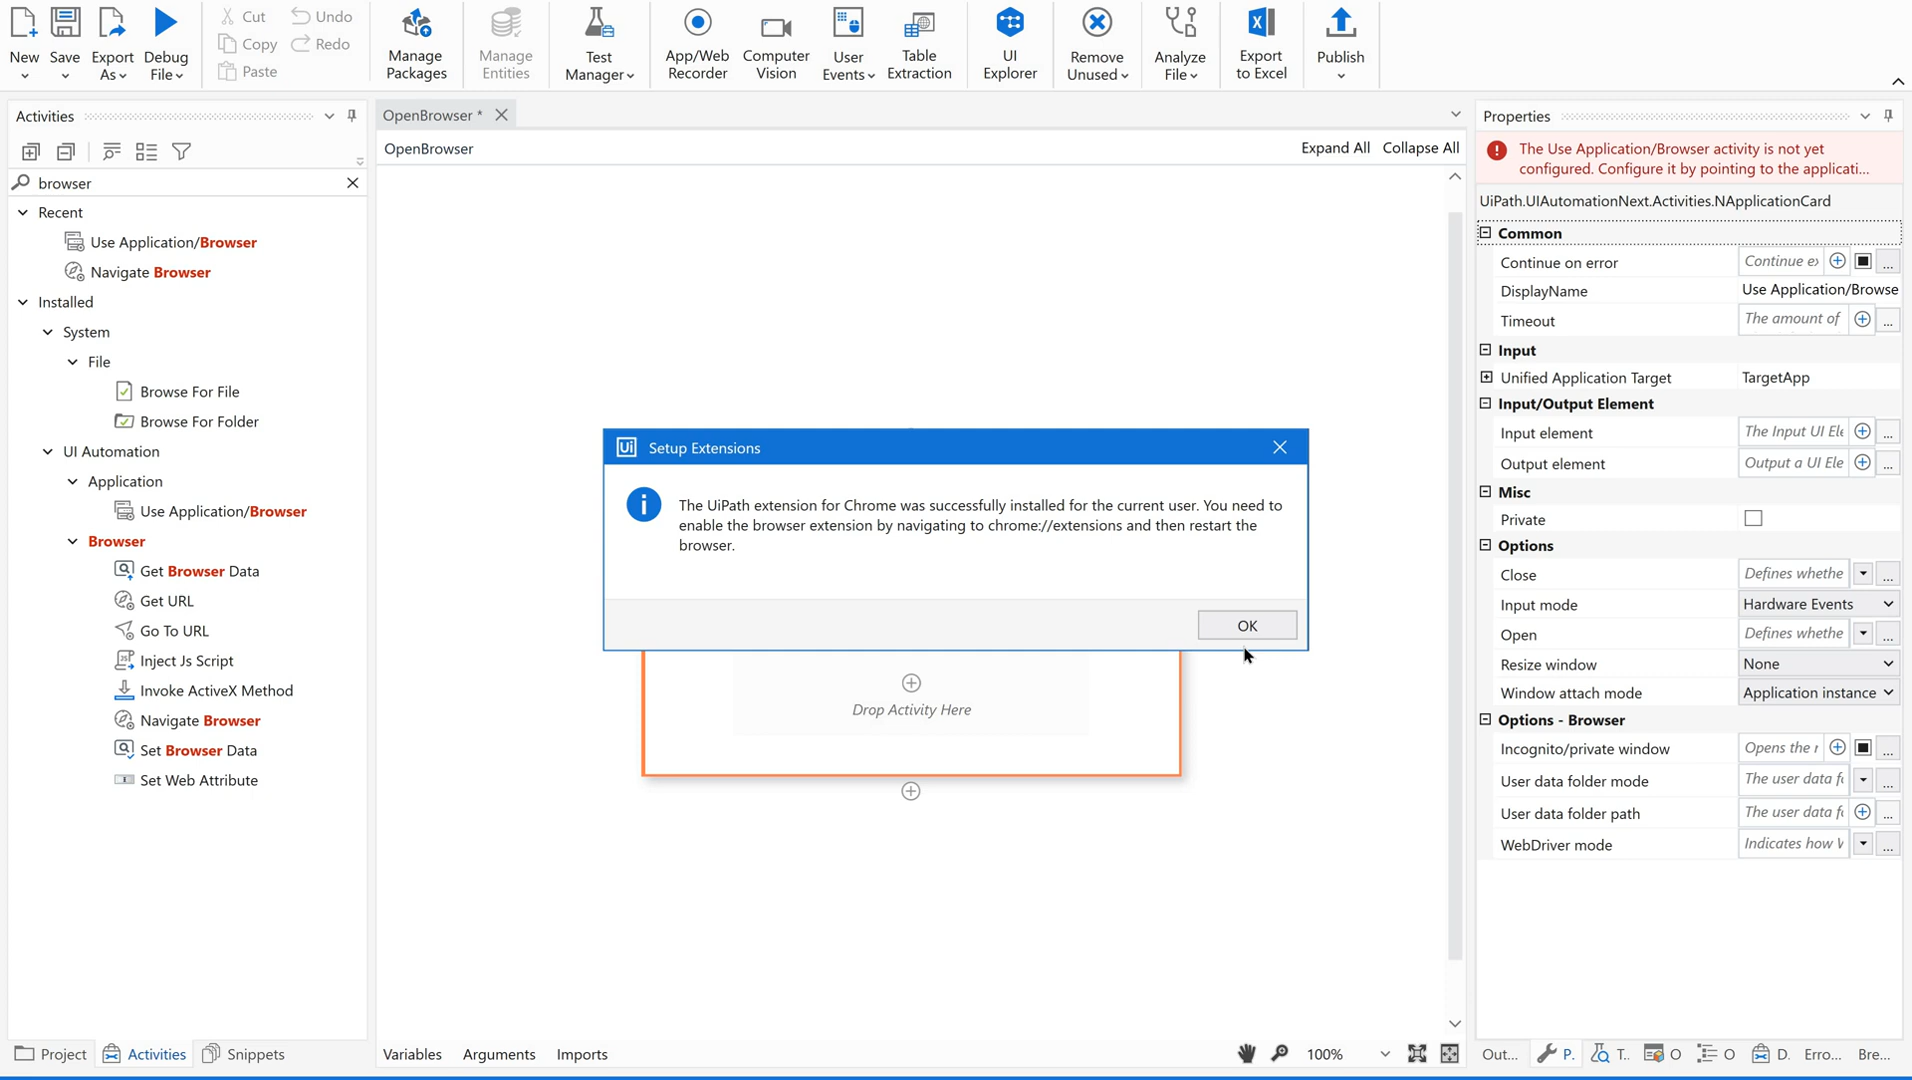 New
Save
Export
As
Debug
File
Cut
Copy
Paste
Undo
Redo
Manage
Packages
Manage
Entities
Test
Manager
App/Web
Recorder
Computer
Vision
User
Events
Table
Extraction
UI
Explorer
Remove
Unused
Analyze
File
Export
to Excel
Publish
Activities
browser
Recent
Use Application/Browser
Navigate Browser
Installed
System
File
Browse For File
Browse For Folder
UI Automation
Application
Use Application/Browser
Browser
Get Browser Data
Get URL
Go To URL
Inject Js Script
Invoke ActiveX Method
Navigate Browser
Set Browser Data
Set Web Attribute
Project
Activities
Snippets
OpenBrowser *
OpenBrowser
Expand All
Collapse All
Ui Setup Extensions
The UiPath extension for Chrome was successfully installed for the current user. You need to
enable the browser extension by navigating to chrome://extensions and then restart the
browser.
OK
Drop Activity Here
Variables
Arguments
Imports
100%
Properties
The Use Application/Browser activity is not yet
configured. Configure it by pointing to the applicati...
UiPath.UIAutomationNext.Activities.NApplicationCard
Common
Continue on error Continue ex ...
DisplayName Use Application/Browse
Timeout The amount of ...
Input
Unified Application Target TargetApp
Input/Output Element
Input element The Input UI Ele ...
Output element Output a UI Ele ...
Misc
Private
Options
Close Defines whethe ...
Input mode Hardware Events
Open Defines whethe ...
Resize window None
Window attach mode Application instance
Options - Browser
Incognito/private window Opens the r ...
User data folder mode The user data f ...
User data folder path The user data f ...
WebDriver mode Indicates how V ...
Out...
P.
T..
O
O
D.
Erro...
Bre...